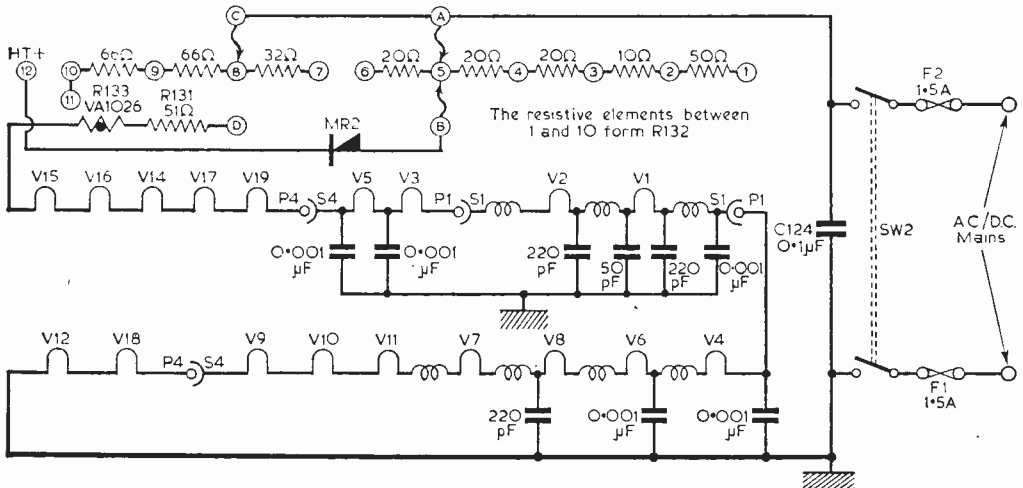 C A
HT+ 66Ω 66Ω 32Ω 20Ω 20Ω 20Ω 10Ω 50Ω
12 10 9 8 7 6 5 4 3 2 1
11
R133 R131
VA1026 51Ω D
MR2 B
The resistive elements between
1 and 10 form R132
F2
1·5A
V15 V16 V14 V17 V19 P4 S4 V5 V3 P1 S1 V2 V1 S1 P1
0·001
μF
0·001
μF
220
pF
50
pF
220
pF
0·001
μF
C124
0·1μF
SW2
A.C./D.C.
Mains
V12 V18 P4 S4 V9 V10 V11 V7 V8 V6 V4
F1
1·5A
220
pF
0·001
μF
0·001
μF